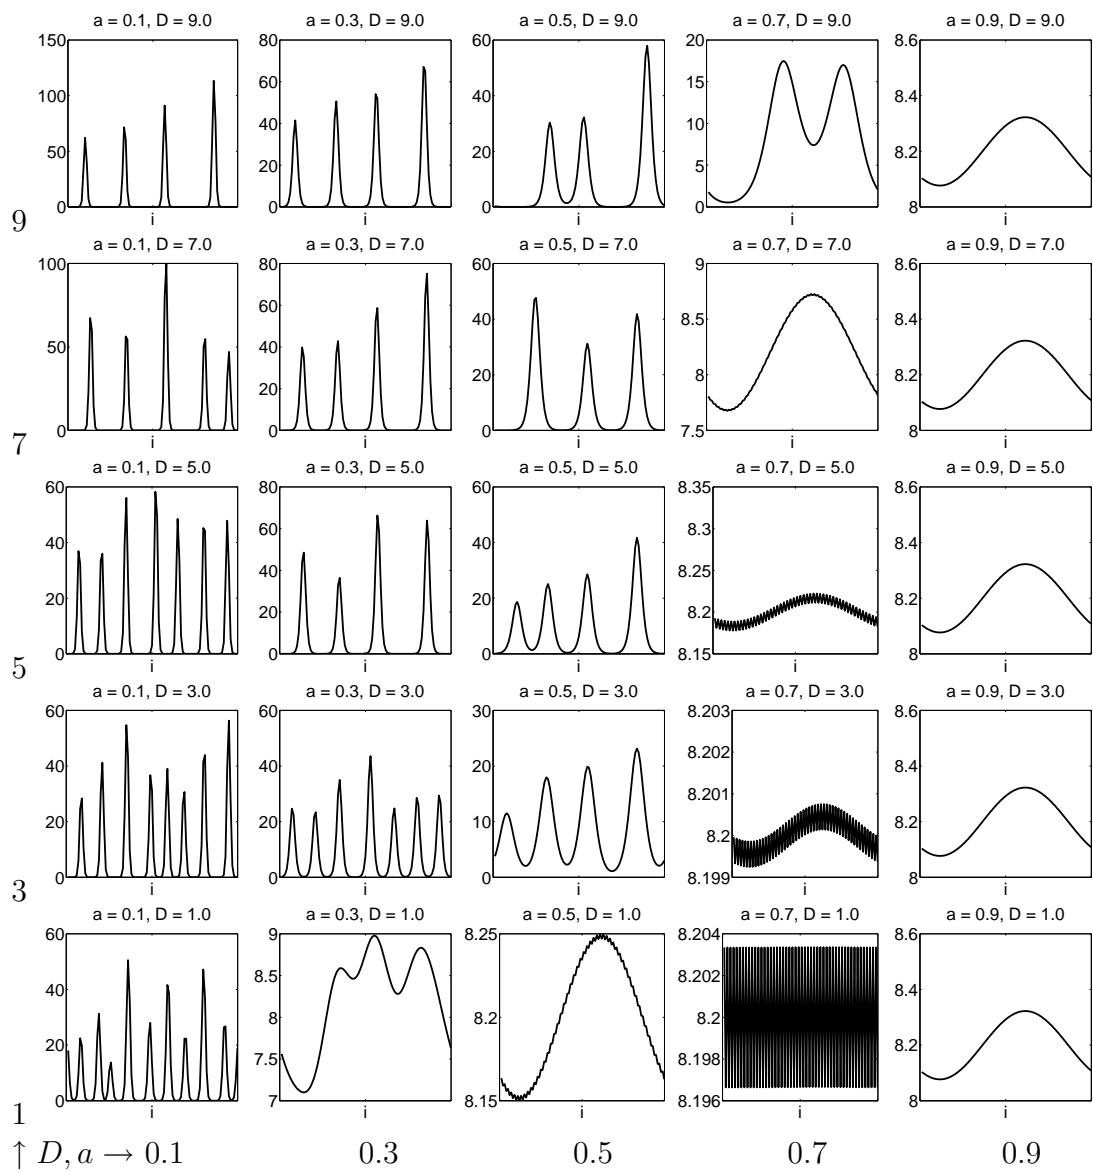 a = 0.1, D = 9.0 a = 0.3, D = 9.0 a = 0.5, D = 9.0 a = 0.7, D = 9.0 a = 0.9, D = 9.0
150 80 60 20 8.6
60 15 8.4
100 40 40 10 8.2
50 20 20 5
0 0 0 0 8
9 i i i i i
a = 0.1, D = 7.0 a = 0.3, D = 7.0 a = 0.5, D = 7.0 a = 0.7, D = 7.0 a = 0.9, D = 7.0
100 80 60 9 8.6
60 40 8.5 8.4
50 40 8 8.2
20 20
0 0 0 7.5 8
7 i i i i i
a = 0.1, D = 5.0 a = 0.3, D = 5.0 a = 0.5, D = 5.0 a = 0.7, D = 5.0 a = 0.9, D = 5.0
60 80 60 8.35 8.6
40 60 40 8.3 8.4
40 8.25
20 20 20 8.2 8.2
0 0 0 8.15 8
5 i i i i i
a = 0.1, D = 3.0 a = 0.3, D = 3.0 a = 0.5, D = 3.0 a = 0.7, D = 3.0 a = 0.9, D = 3.0
60 60 30 8.203 8.6
40 40 20 8.202 8.4
8.201
20 20 10 8.2 8.2
0 0 0 8.199 8
3 i i i i i
a = 0.1, D = 1.0 a = 0.3, D = 1.0 a = 0.5, D = 1.0 a = 0.7, D = 1.0 a = 0.9, D = 1.0
60 9 8.25 8.204 8.6
40 8.5 8.202 8.4
8 8.2 8.2
20 7.5 8.198 8.2
0 7 8.15 8.196 8
1 i i i i i
↑ D, a → 0.1 0.3 0.5 0.7 0.9